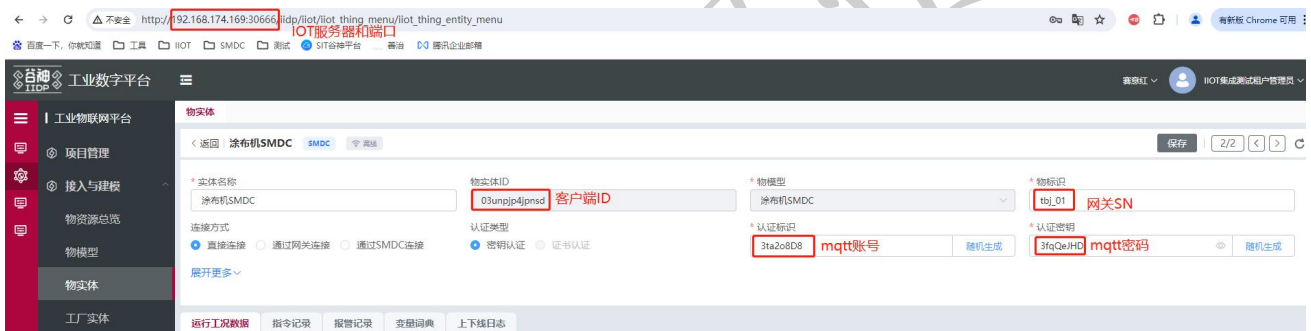 不安全 http://192.168.174.169:30666/iidp/iiot/iiot_thing_menu/iiot_thing_entity_menu 有新版 Chrome 可用
IOT服务器和端口
百度一下，你就知道 工具 IIOT SMDC 测试 SIT谷神平台 善治 腾讯企业邮箱
谷神 IIDP 工业数字平台 IIOT集成测试租户管理员
工业物联网平台 物实体
< 返回 涂布机SMDC SMDC 离线 保存 2/2
项目管理
* 实体名称 物实体ID * 物模型 * 物标识
接入与建模
涂布机SMDC 03unpjp4jpnsd 客户端ID 涂布机SMDC tbj_01 网关SN
物资源总览
连接方式 认证类型 * 认证标识 * 认证密钥
直接连接 通过网关连接 通过SMDC连接 密钥认证 证书认证 3ta2o8D8 mqtt账号 随机生成 3fqQeJHD mqtt密码 随机生成
物模型
展开更多
物实体
工厂实体
运行工况数据 指令记录 报警记录 变量词典 上下线日志